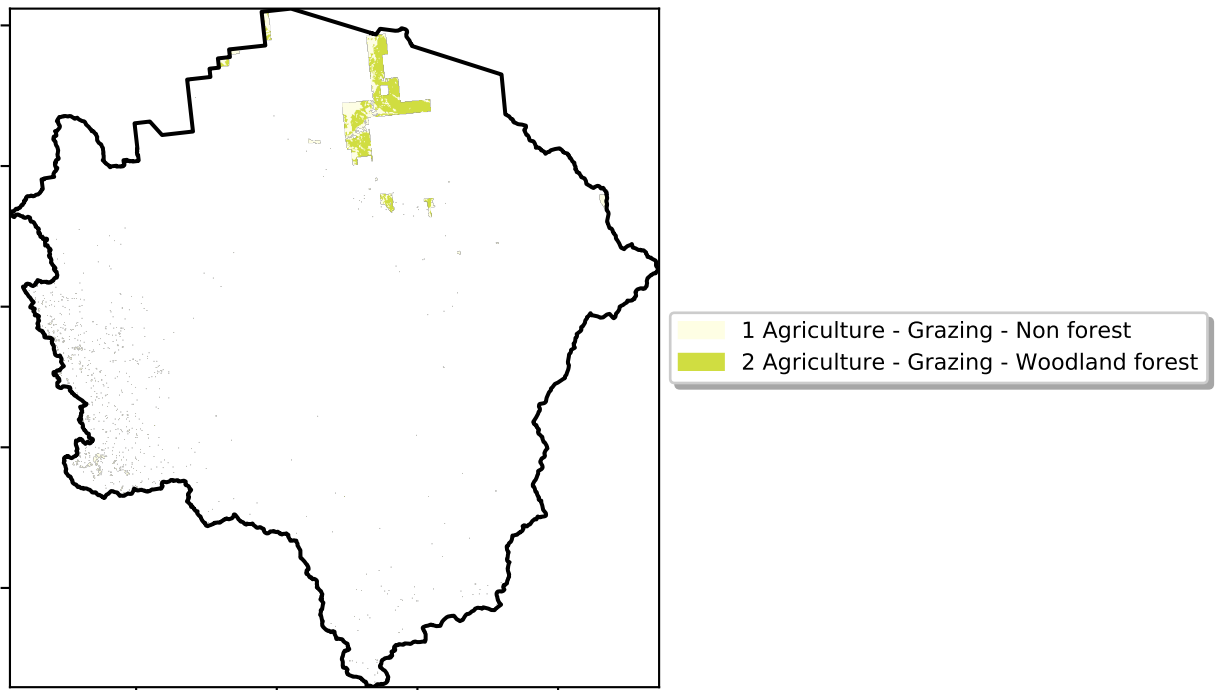 1 Agriculture - Grazing - Non forest
2 Agriculture - Grazing - Woodland forest